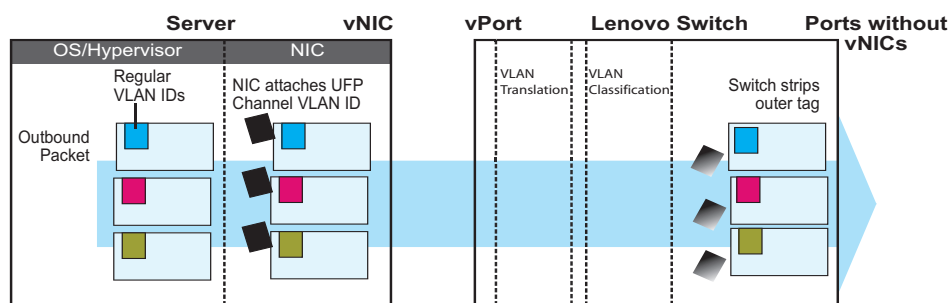 Server
vNIC
vPort
Lenovo Switch
Ports without
vNICs
OS/Hypervisor
NIC
Regular
VLAN IDs
NIC attaches UFP
Channel VLAN ID
VLAN
Translation
VLAN
Classification
Switch strips
outer tag
Outbound
Packet